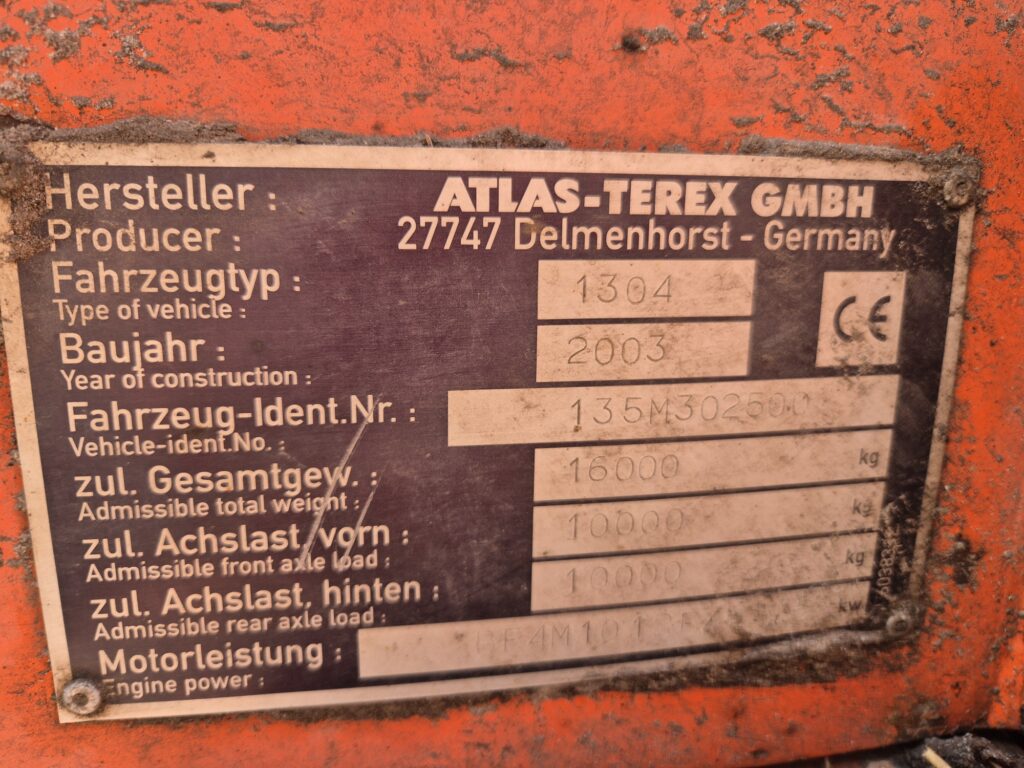 Hersteller : ATLAS-TEREX GMBH
Producer : 27747 Delmenhorst - Germany
Fahrzeugtyp : 1304
Type of vehicle : CE
Baujahr : 2003
Year of construction :
Fahrzeug-Ident.Nr. : 135M302500
Vehicle-ident.No. :
zul. Gesamtgew. : 16000 kg
Admissible total weight :
zul. Achslast, vorn : 10000 kg
Admissible front axle load :
zul. Achslast, hinten : 10000 kg
Admissible rear axle load :
Motorleistung : kw
Engine power :